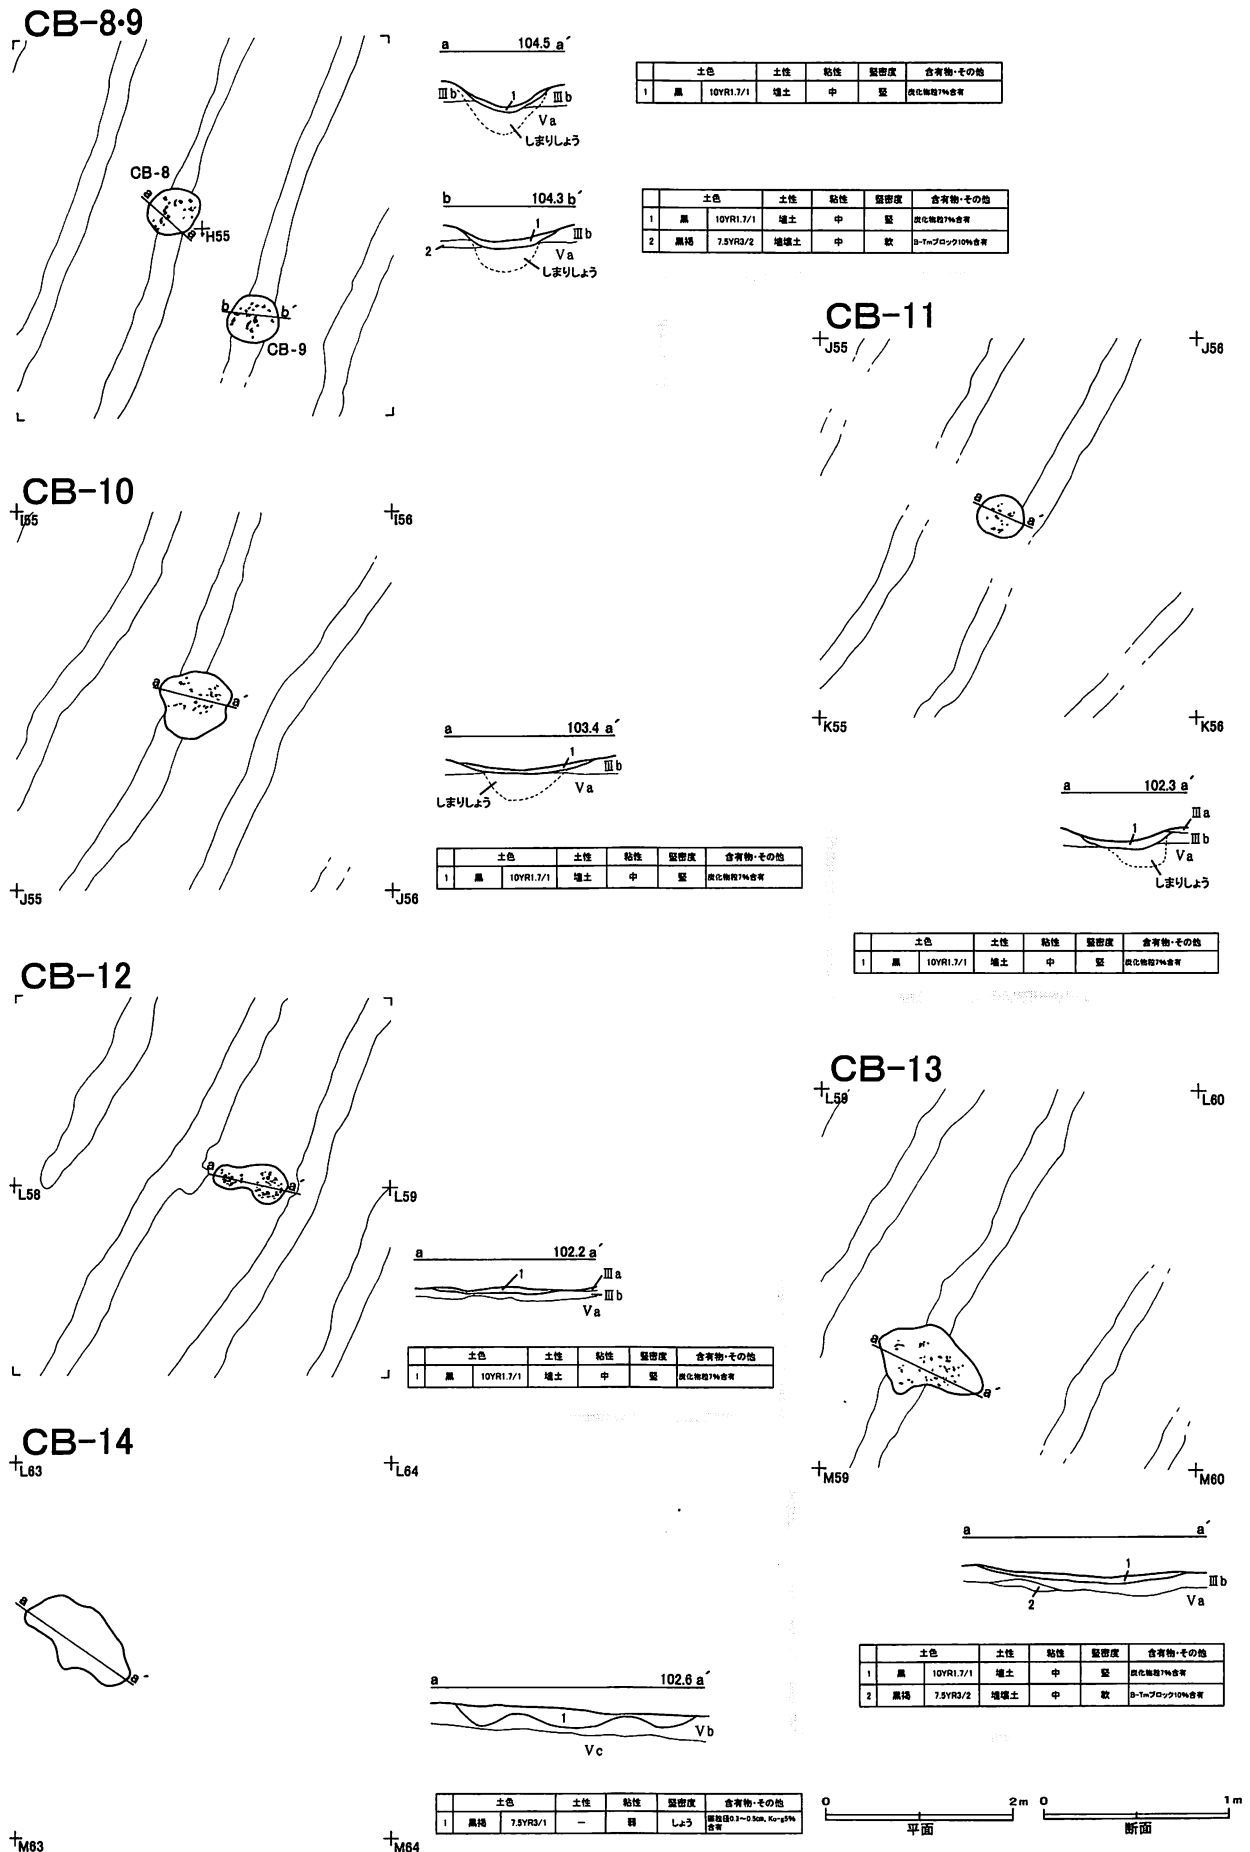 CB-8・9
CB-8
a a´
H55
b b´
CB-9
a 104.5 a´
Ⅲb 1 Ⅲb
Va
しまりしょう
土色 土性 粘性 堅密度 含有物・その他
1 黒 10YR1.7/1 埴土 中 堅 炭化物粒7%含有
b 104.3 b´
1 Ⅲb
2 Va
しまりしょう
土色 土性 粘性 堅密度 含有物・その他
1 黒 10YR1.7/1 埴土 中 堅 炭化物粒7%含有
2 黒褐 7.5YR3/2 埴壌土 中 軟 B-Tmブロック10%含有
CB-10
I55 I56
a a´
J55 J56
a 103.4 a´
1
Ⅲb
Va
しまりしょう
土色 土性 粘性 堅密度 含有物・その他
1 黒 10YR1.7/1 埴土 中 堅 炭化物粒7%含有
CB-11
J55 J56
a a´
K55 K56
a 102.3 a´
1 Ⅲa
Ⅲb
Va
しまりしょう
土色 土性 粘性 堅密度 含有物・その他
1 黒 10YR1.7/1 埴土 中 堅 炭化物粒7%含有
CB-12
a a´
L58 L59
a 102.2 a´
1 Ⅲa
Ⅲb
Va
土色 土性 粘性 堅密度 含有物・その他
1 黒 10YR1.7/1 埴土 中 堅 炭化物粒7%含有
CB-13
L59 L60
a a´
M59 M60
a a´
1
Ⅲb
2 Va
土色 土性 粘性 堅密度 含有物・その他
1 黒 10YR1.7/1 埴土 中 堅 炭化物粒7%含有
2 黒褐 7.5YR3/2 埴壌土 中 軟 B-Tmブロック10%含有
CB-14
L63 L64
a a´
M63 M64
a 102.6 a´
1 Vb
Vc
土色 土性 粘性 堅密度 含有物・その他
1 黒褐 7.5YR3/1 － 弱 しょう 0.3～0.5cm、Ko-g5%
含有
0 2m
平面
0 1m
断面